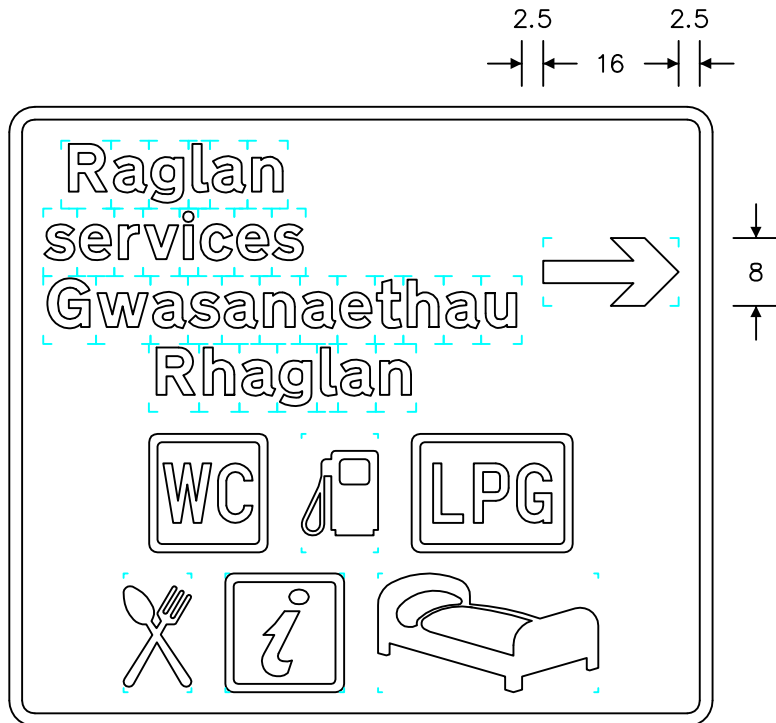 2.5 2.5
16
Raglan
services
8
Gwasanaethau
Rhaglan
WC LPG
i